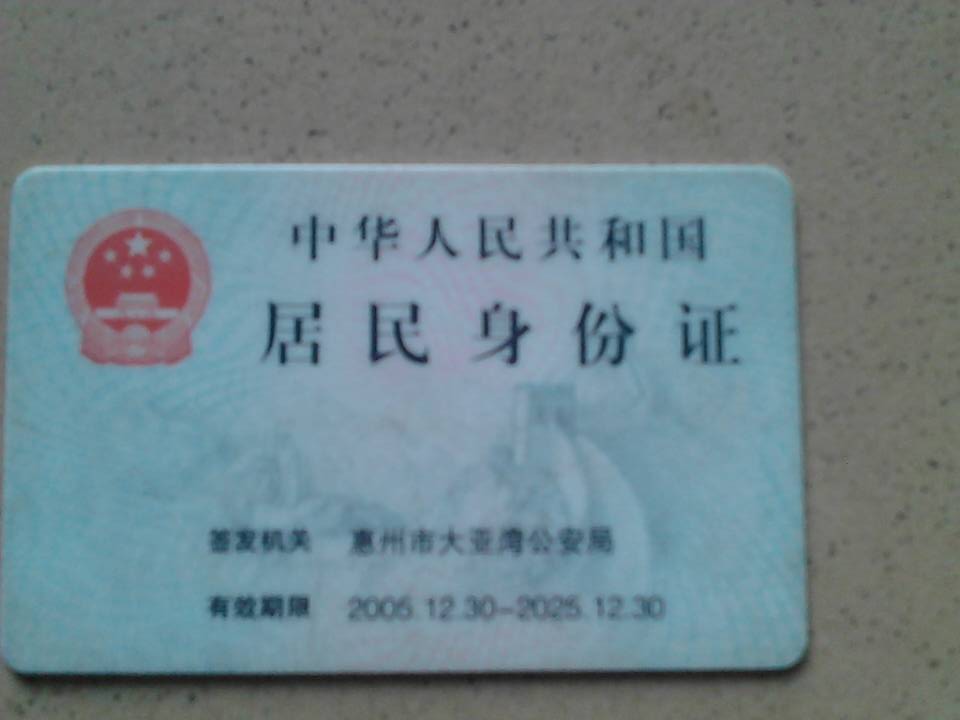 中华人民共和国
居民身份证
签发机关 惠州市大亚湾公安局
有效期限 2005.12.30-2025.12.30